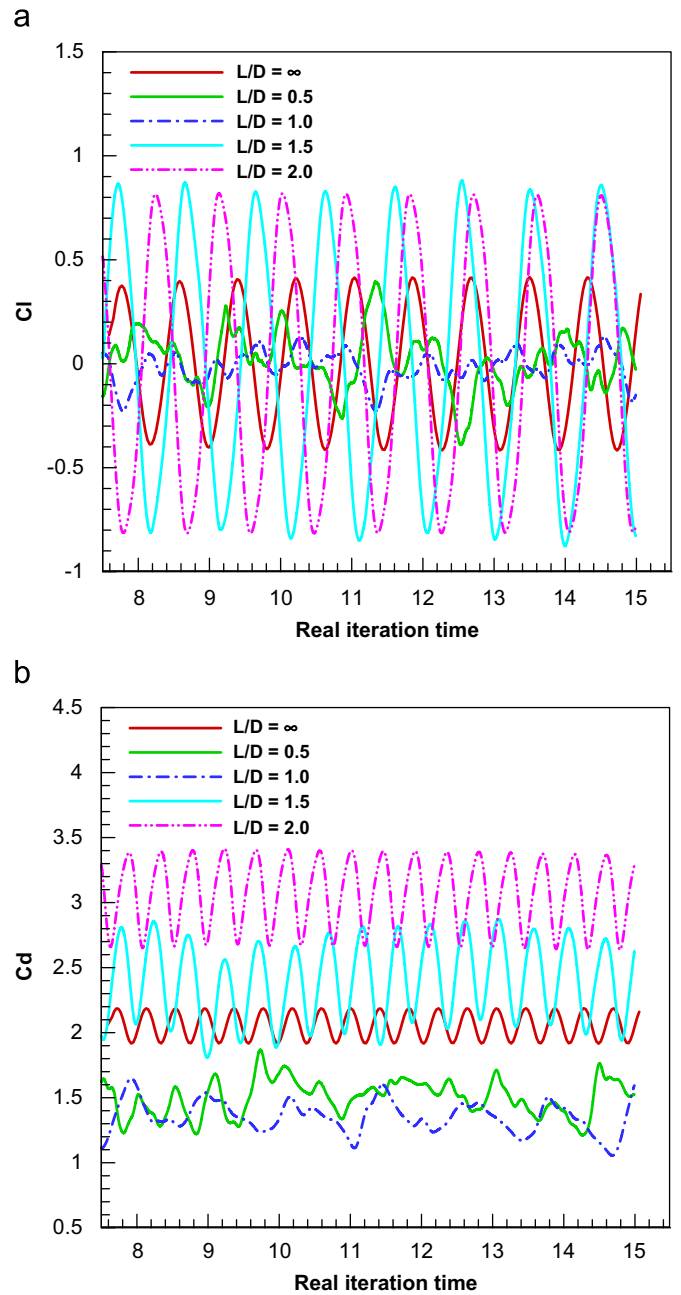 a
1.5
L/D = ∞
L/D = 0.5
L/D = 1.0
L/D = 1.5
L/D = 2.0
1
0.5
Cl
0
-0.5
-1
8 9 10 11 12 13 14 15
Real iteration time
b
4.5
L/D = ∞
L/D = 0.5
L/D = 1.0
L/D = 1.5
L/D = 2.0
4
3.5
3
Cd
2.5
2
1.5
1
0.5
8 9 10 11 12 13 14 15
Real iteration time